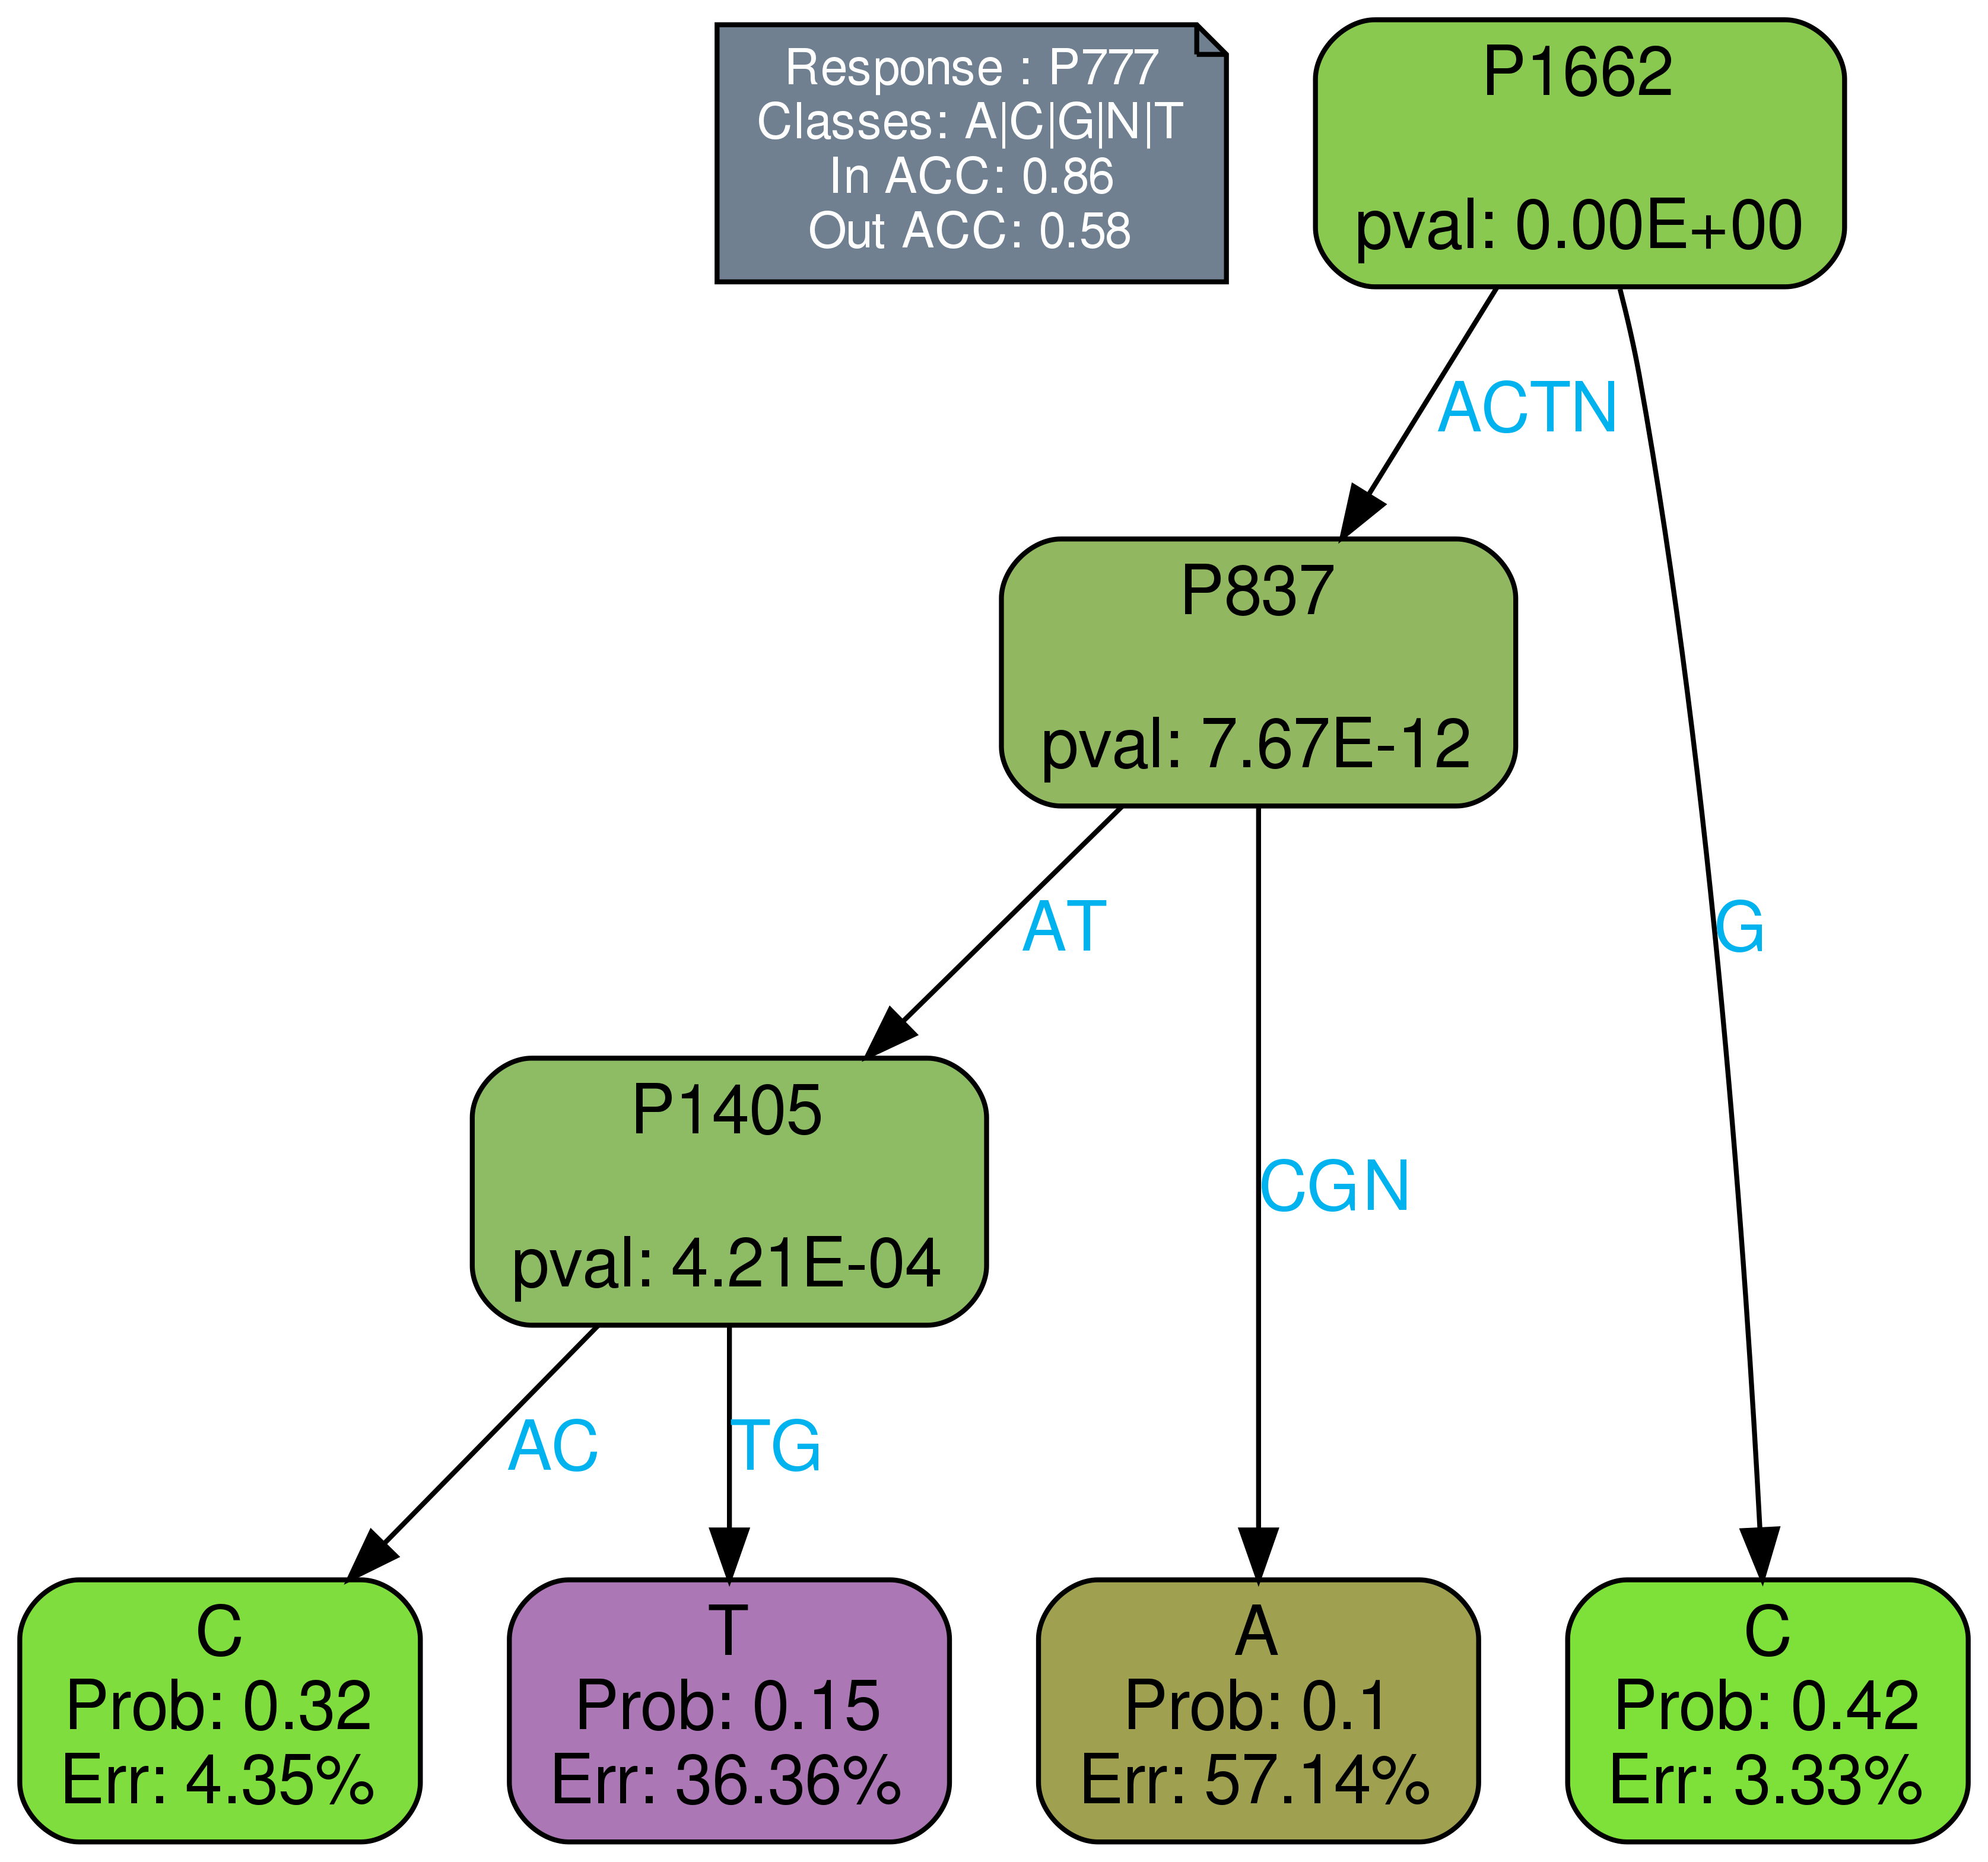 Response : P777
Classes: A|C|G|N|T
In ACC: 0.86
Out ACC: 0.58
P1662
pval: 0.00E+00
ACTN
P837
pval: 7.67E-12
AT
G
P1405
pval: 4.21E-04
CGN
AC
TG
C
Prob: 0.32
Err: 4.35%
T
Prob: 0.15
Err: 36.36%
A
Prob: 0.1
Err: 57.14%
C
Prob: 0.42
Err: 3.33%